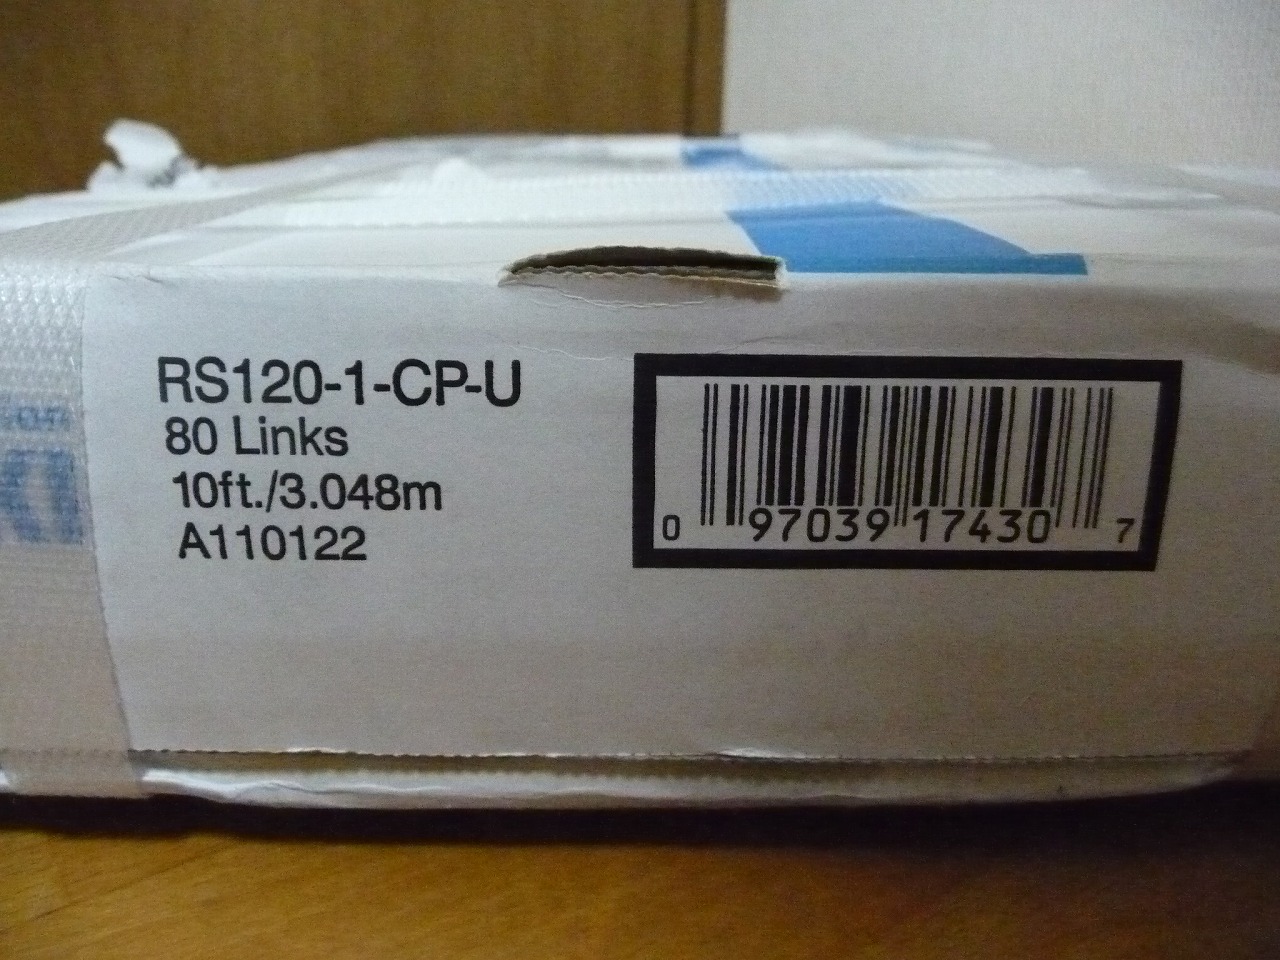 RS120-1-CP-U
80 Links
10ft./3.048m
A110122
0 97039 17430 7